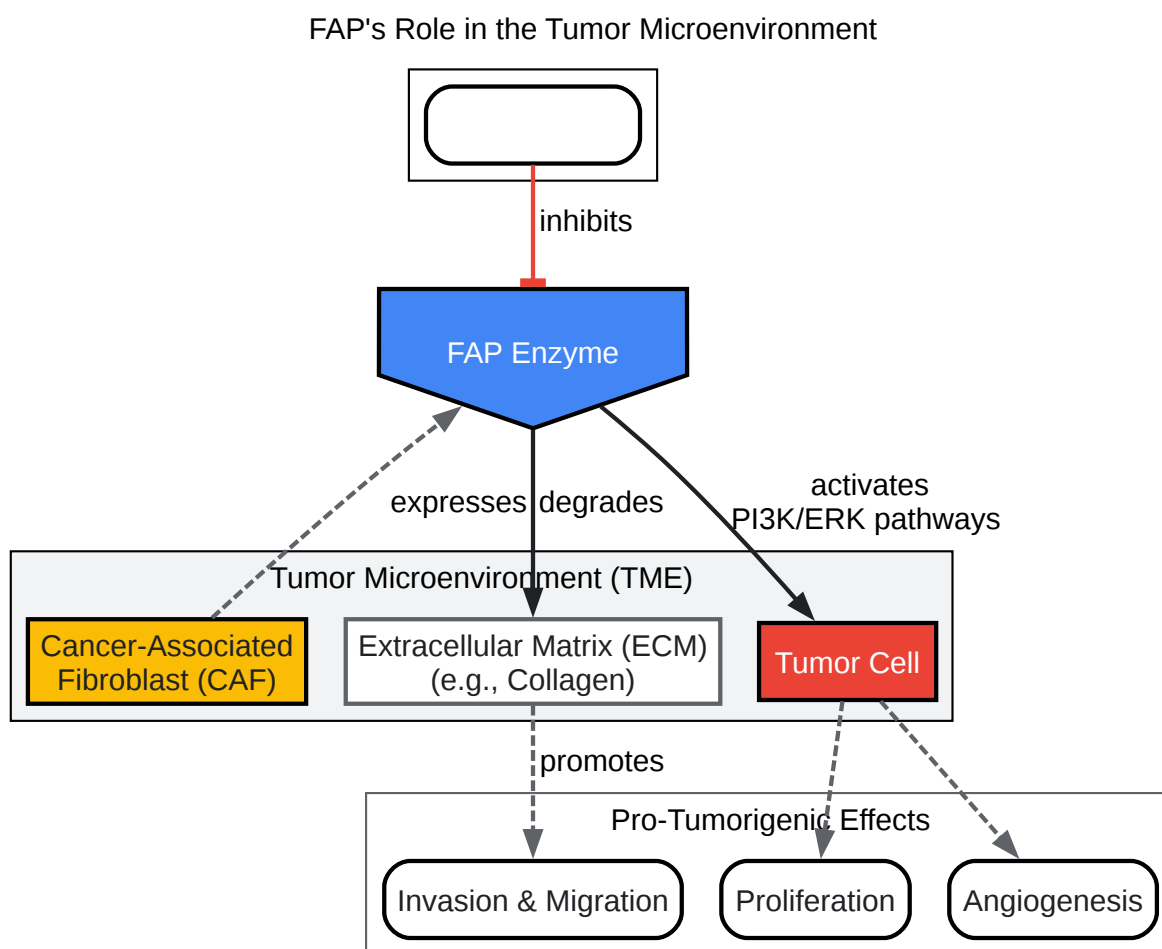 FAP's Role in the Tumor Microenvironment
inhibits
FAP Enzyme
expresses
degrades
activates
PI3K/ERK pathways
Tumor Microenvironment (TME)
Cancer-Associated
Fibroblast (CAF)
Extracellular Matrix (ECM)
(e.g., Collagen)
Tumor Cell
promotes
Pro-Tumorigenic Effects
Invasion & Migration
Proliferation
Angiogenesis